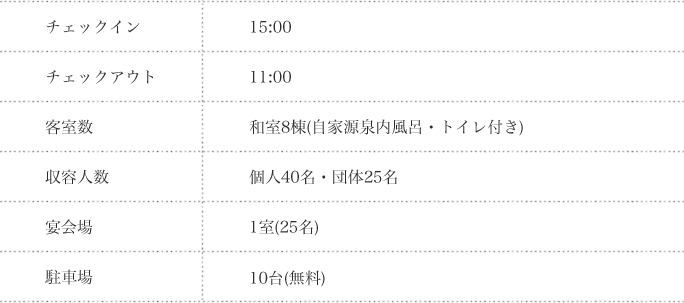 チェックイン 15:00
チェックアウト 11:00
客室数 和室8棟(自家源泉内風呂・トイレ付き)
収容人数 個人40名・団体25名
宴会場 1室(25名)
駐車場 10台(無料)